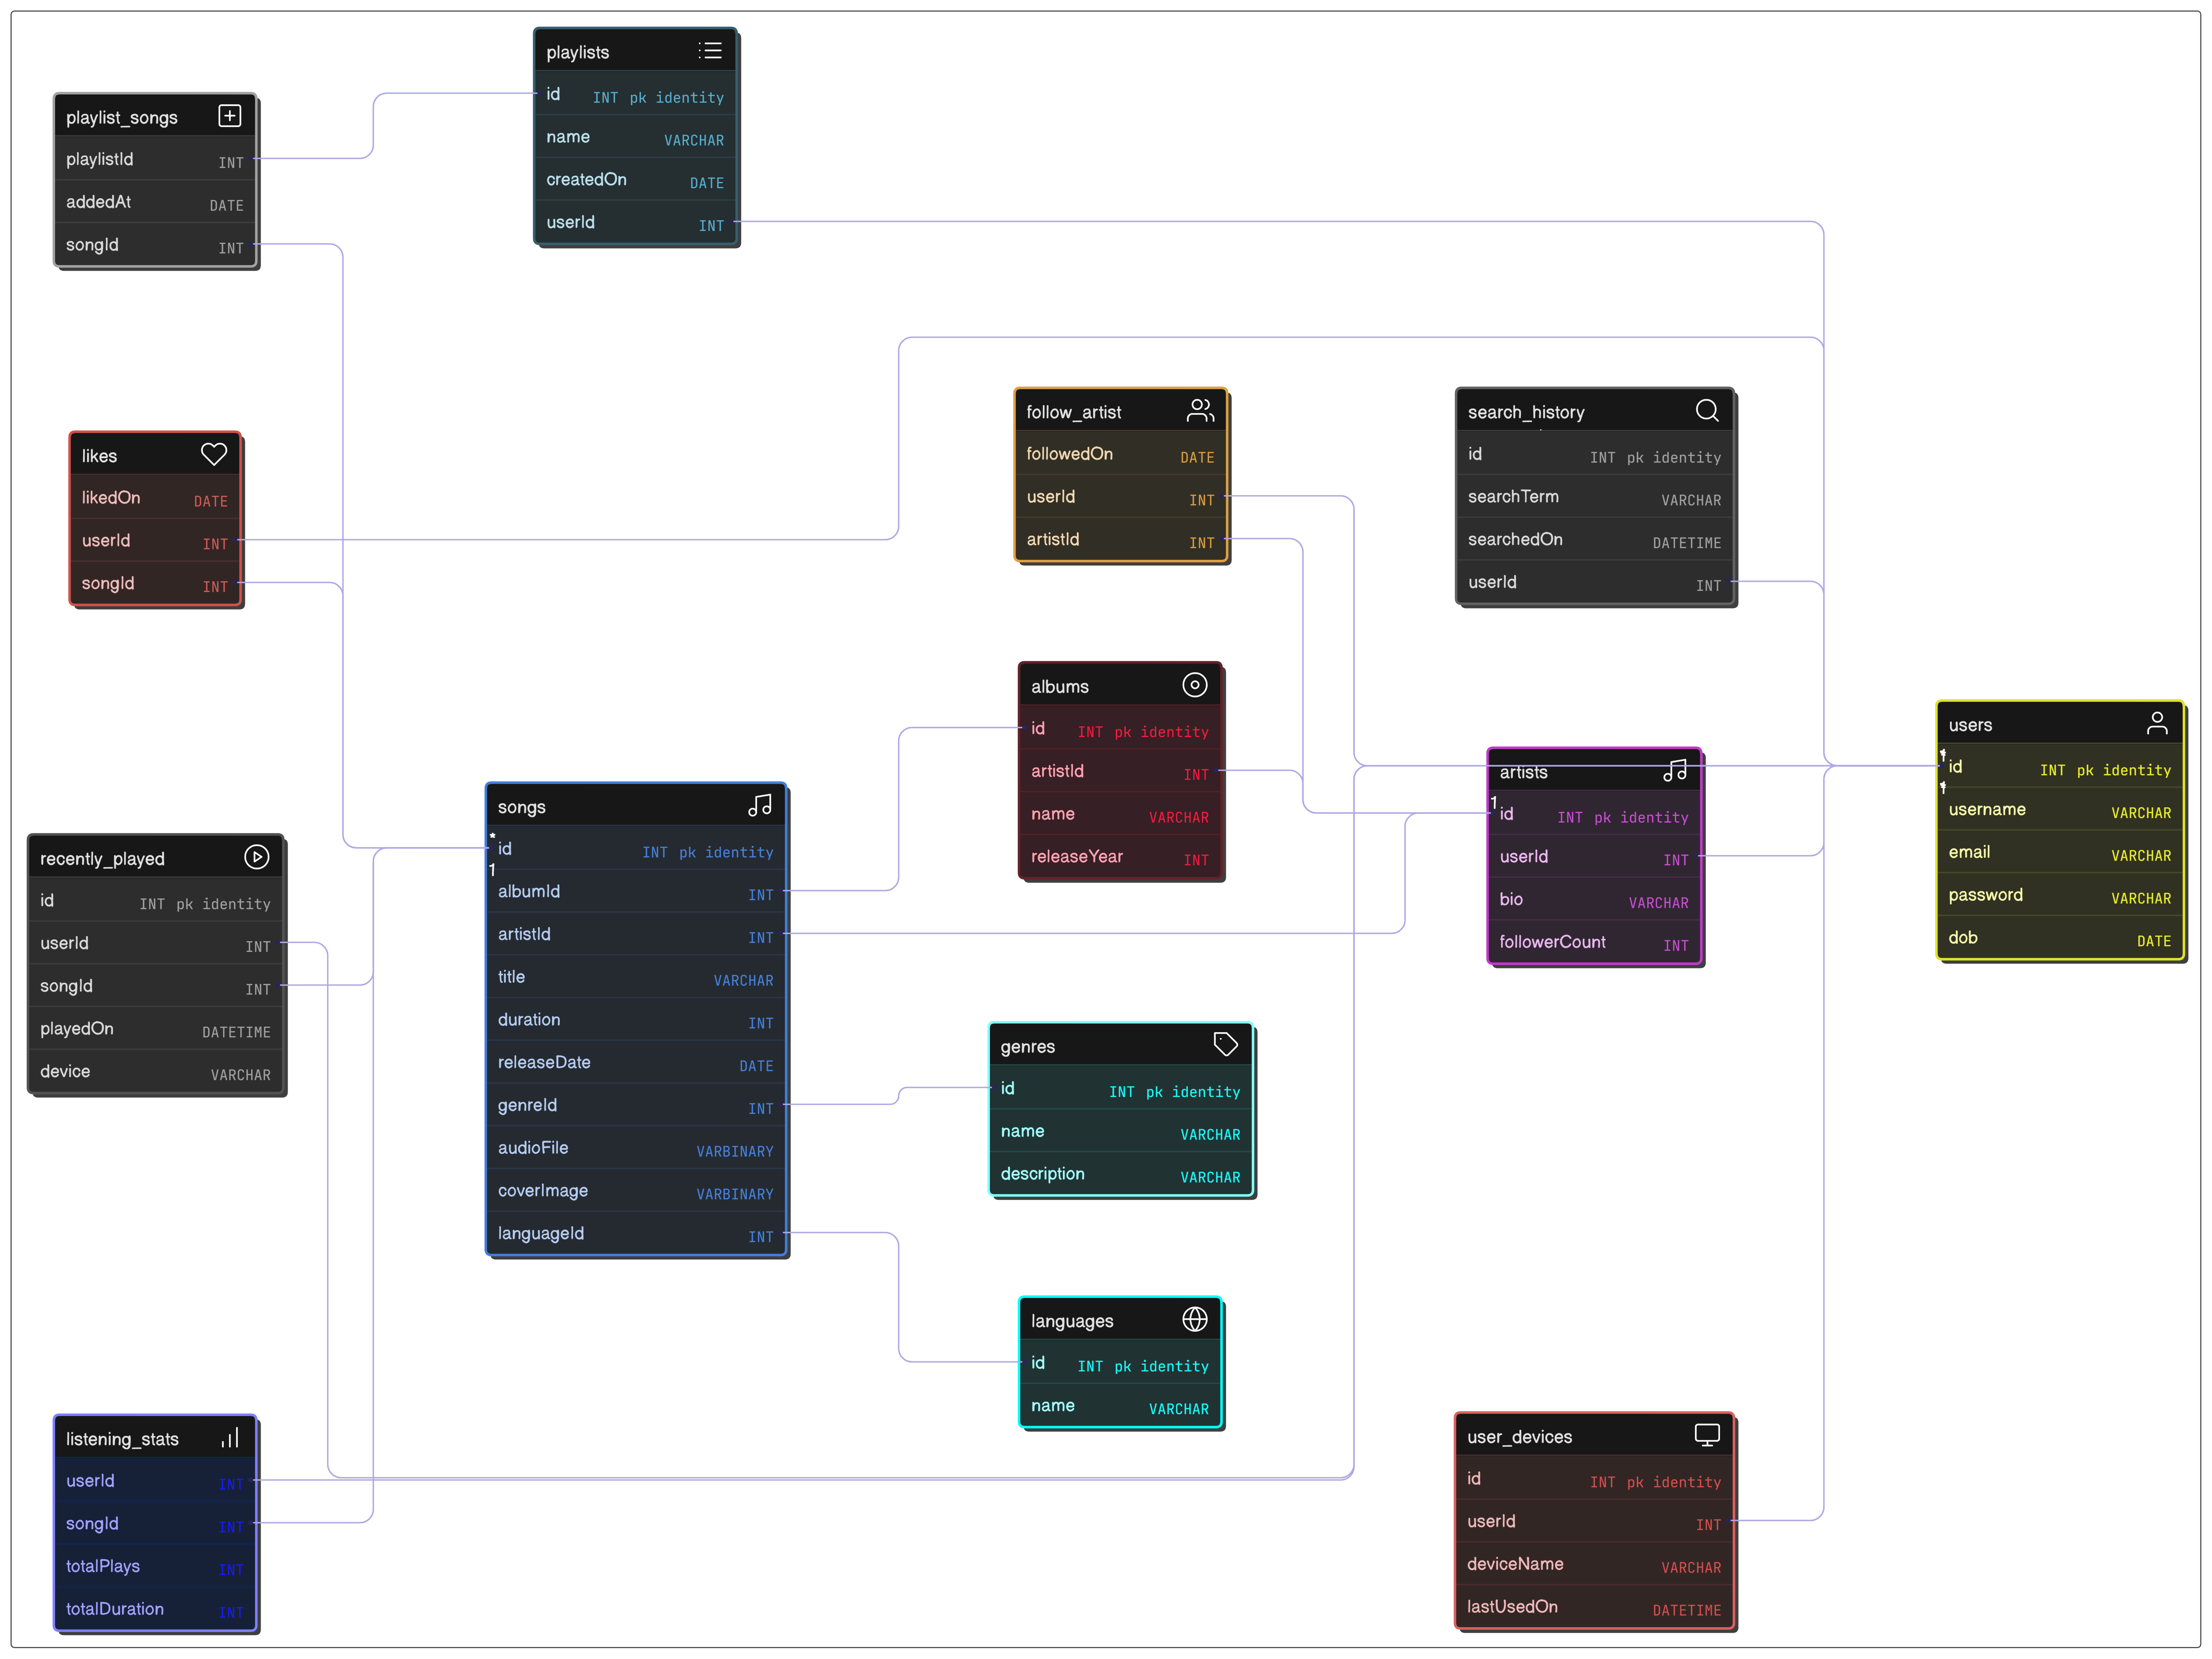 playlists
id INT pk identity
name VARCHAR
createdOn DATE
userId INT
playlist_songs
playlistId INT
addedAt DATE
songId INT
likes
likedOn DATE
userId INT
songId INT
follow_artist
followedOn DATE
userId INT
artistId INT
search_history
id INT pk identity
searchTerm VARCHAR
searchedOn DATETIME
userId INT
albums
id INT pk identity
artistId INT
name VARCHAR
releaseYear INT
users
id INT pk identity
username VARCHAR
email VARCHAR
password VARCHAR
dob DATE
artists
1
id INT pk identity
userId INT
bio VARCHAR
followerCount INT
songs
*
id INT pk identity
1
albumId INT
artistId INT
title VARCHAR
duration INT
releaseDate DATE
genreId INT
audioFile VARBINARY
coverImage VARBINARY
languageId INT
recently_played
id INT pk identity
userId INT
songId INT
playedOn DATETIME
device VARCHAR
genres
id INT pk identity
name VARCHAR
description VARCHAR
languages
id INT pk identity
name VARCHAR
listening_stats
userId INT
songId INT
totalPlays INT
totalDuration INT
user_devices
id INT pk identity
userId INT
deviceName VARCHAR
lastUsedOn DATETIME